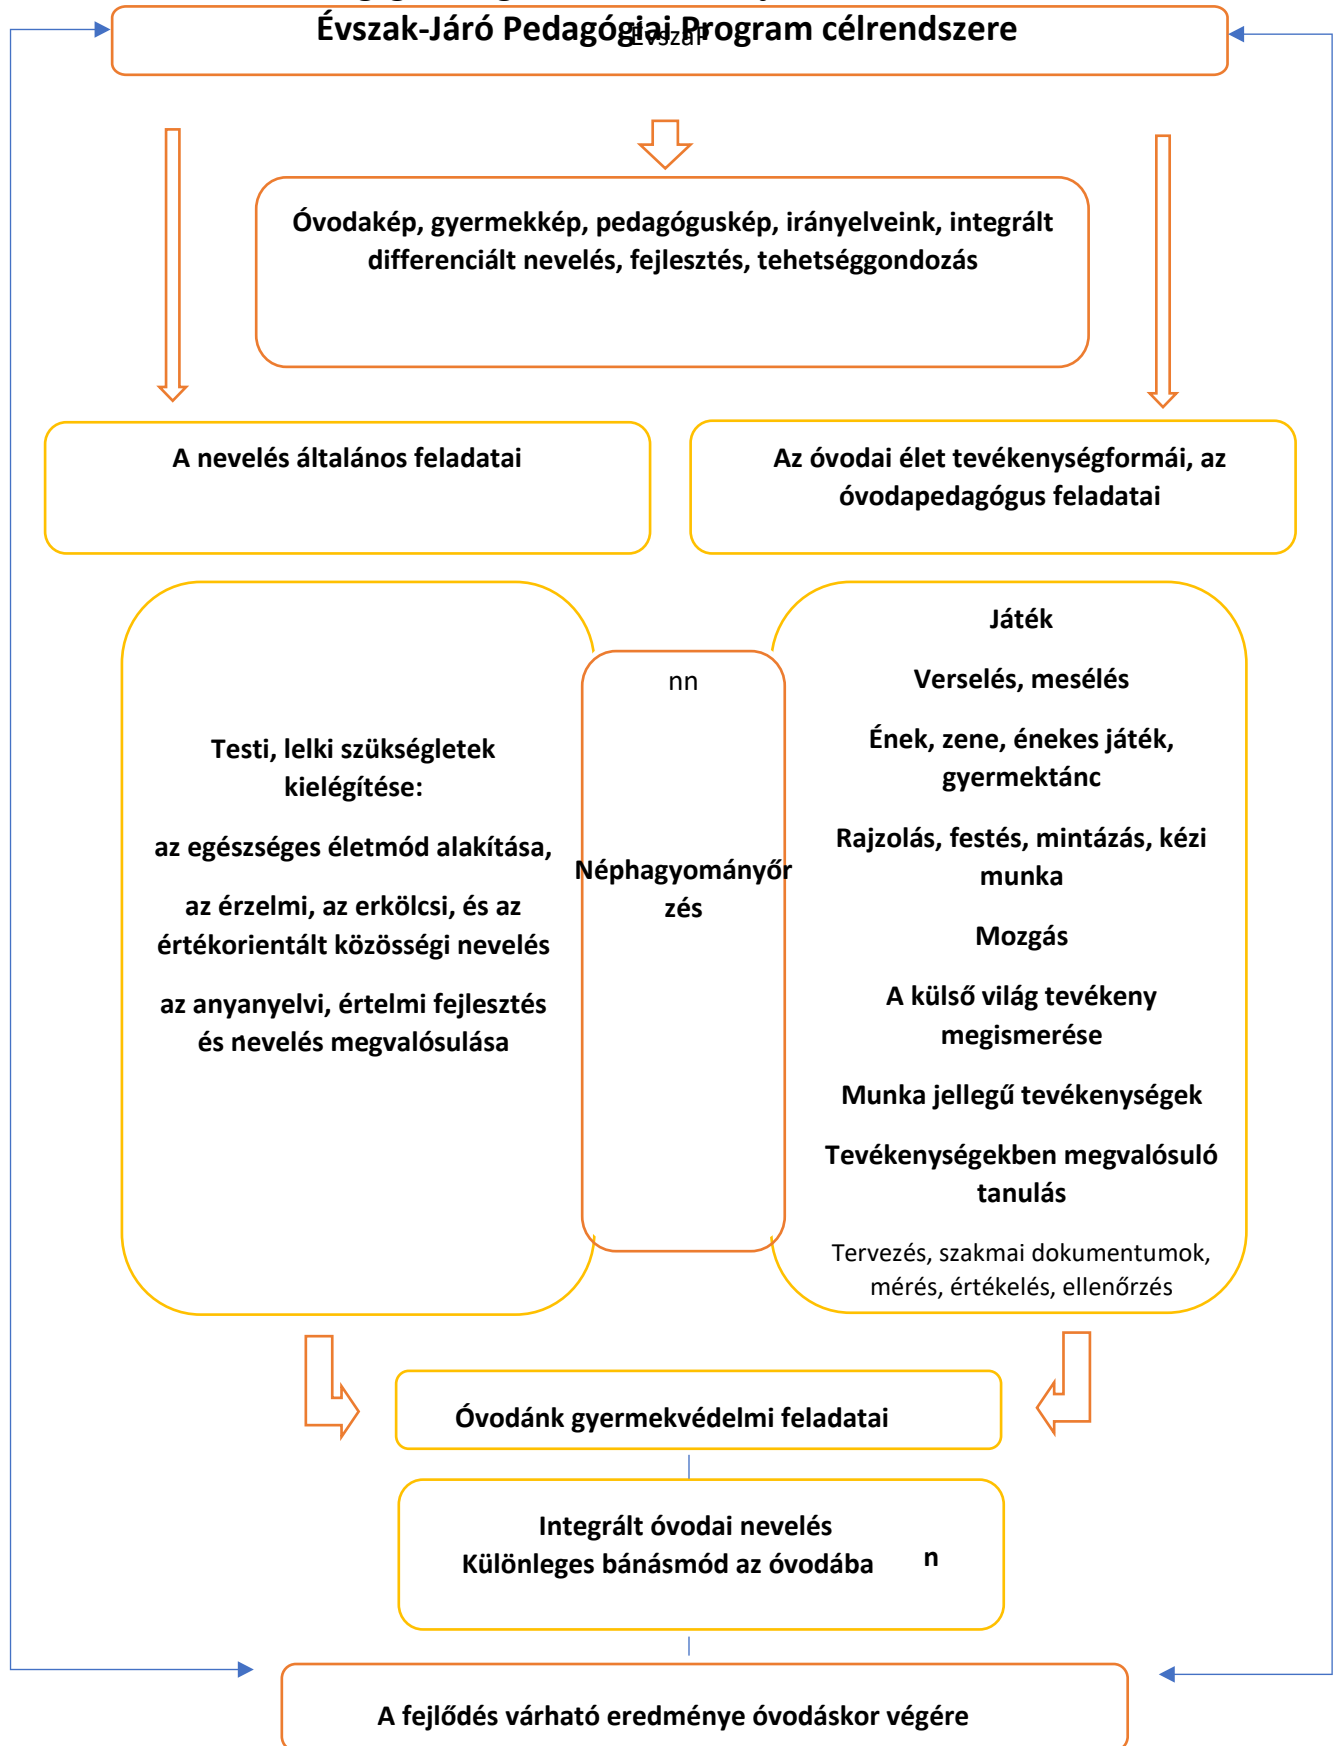 Évszak-Járó Pedagógiai Program célrendszere
Óvodakép, gyermekkép, pedagóguskép, irányelveink, integrált
differenciált nevelés, fejlesztés, tehetséggondozás
A nevelés általános feladatai
Az óvodai élet tevékenységformái, az
óvodapedagógus feladatai
Testi, lelki szükségletek
kielégítése:
az egészséges életmód alakítása,
az érzelmi, az erkölcsi, és az
értékorientált közösségi nevelés
az anyanyelvi, értelmi fejlesztés
és nevelés megvalósulása
nn
Néphagyományőr
zés
Játék
Verselés, mesélés
Ének, zene, énekes játék,
gyermektánc
Rajzolás, festés, mintázás, kézi
munka
Mozgás
A külső világ tevékeny
megismerése
Munka jellegű tevékenységek
Tevékenységekben megvalósuló
tanulás
Tervezés, szakmai dokumentumok,
mérés, értékelés, ellenőrzés
Óvodánk gyermekvédelmi feladatai
Integrált óvodai nevelés
Különleges bánásmód az óvodába n
A fejlődés várható eredménye óvodáskor végére